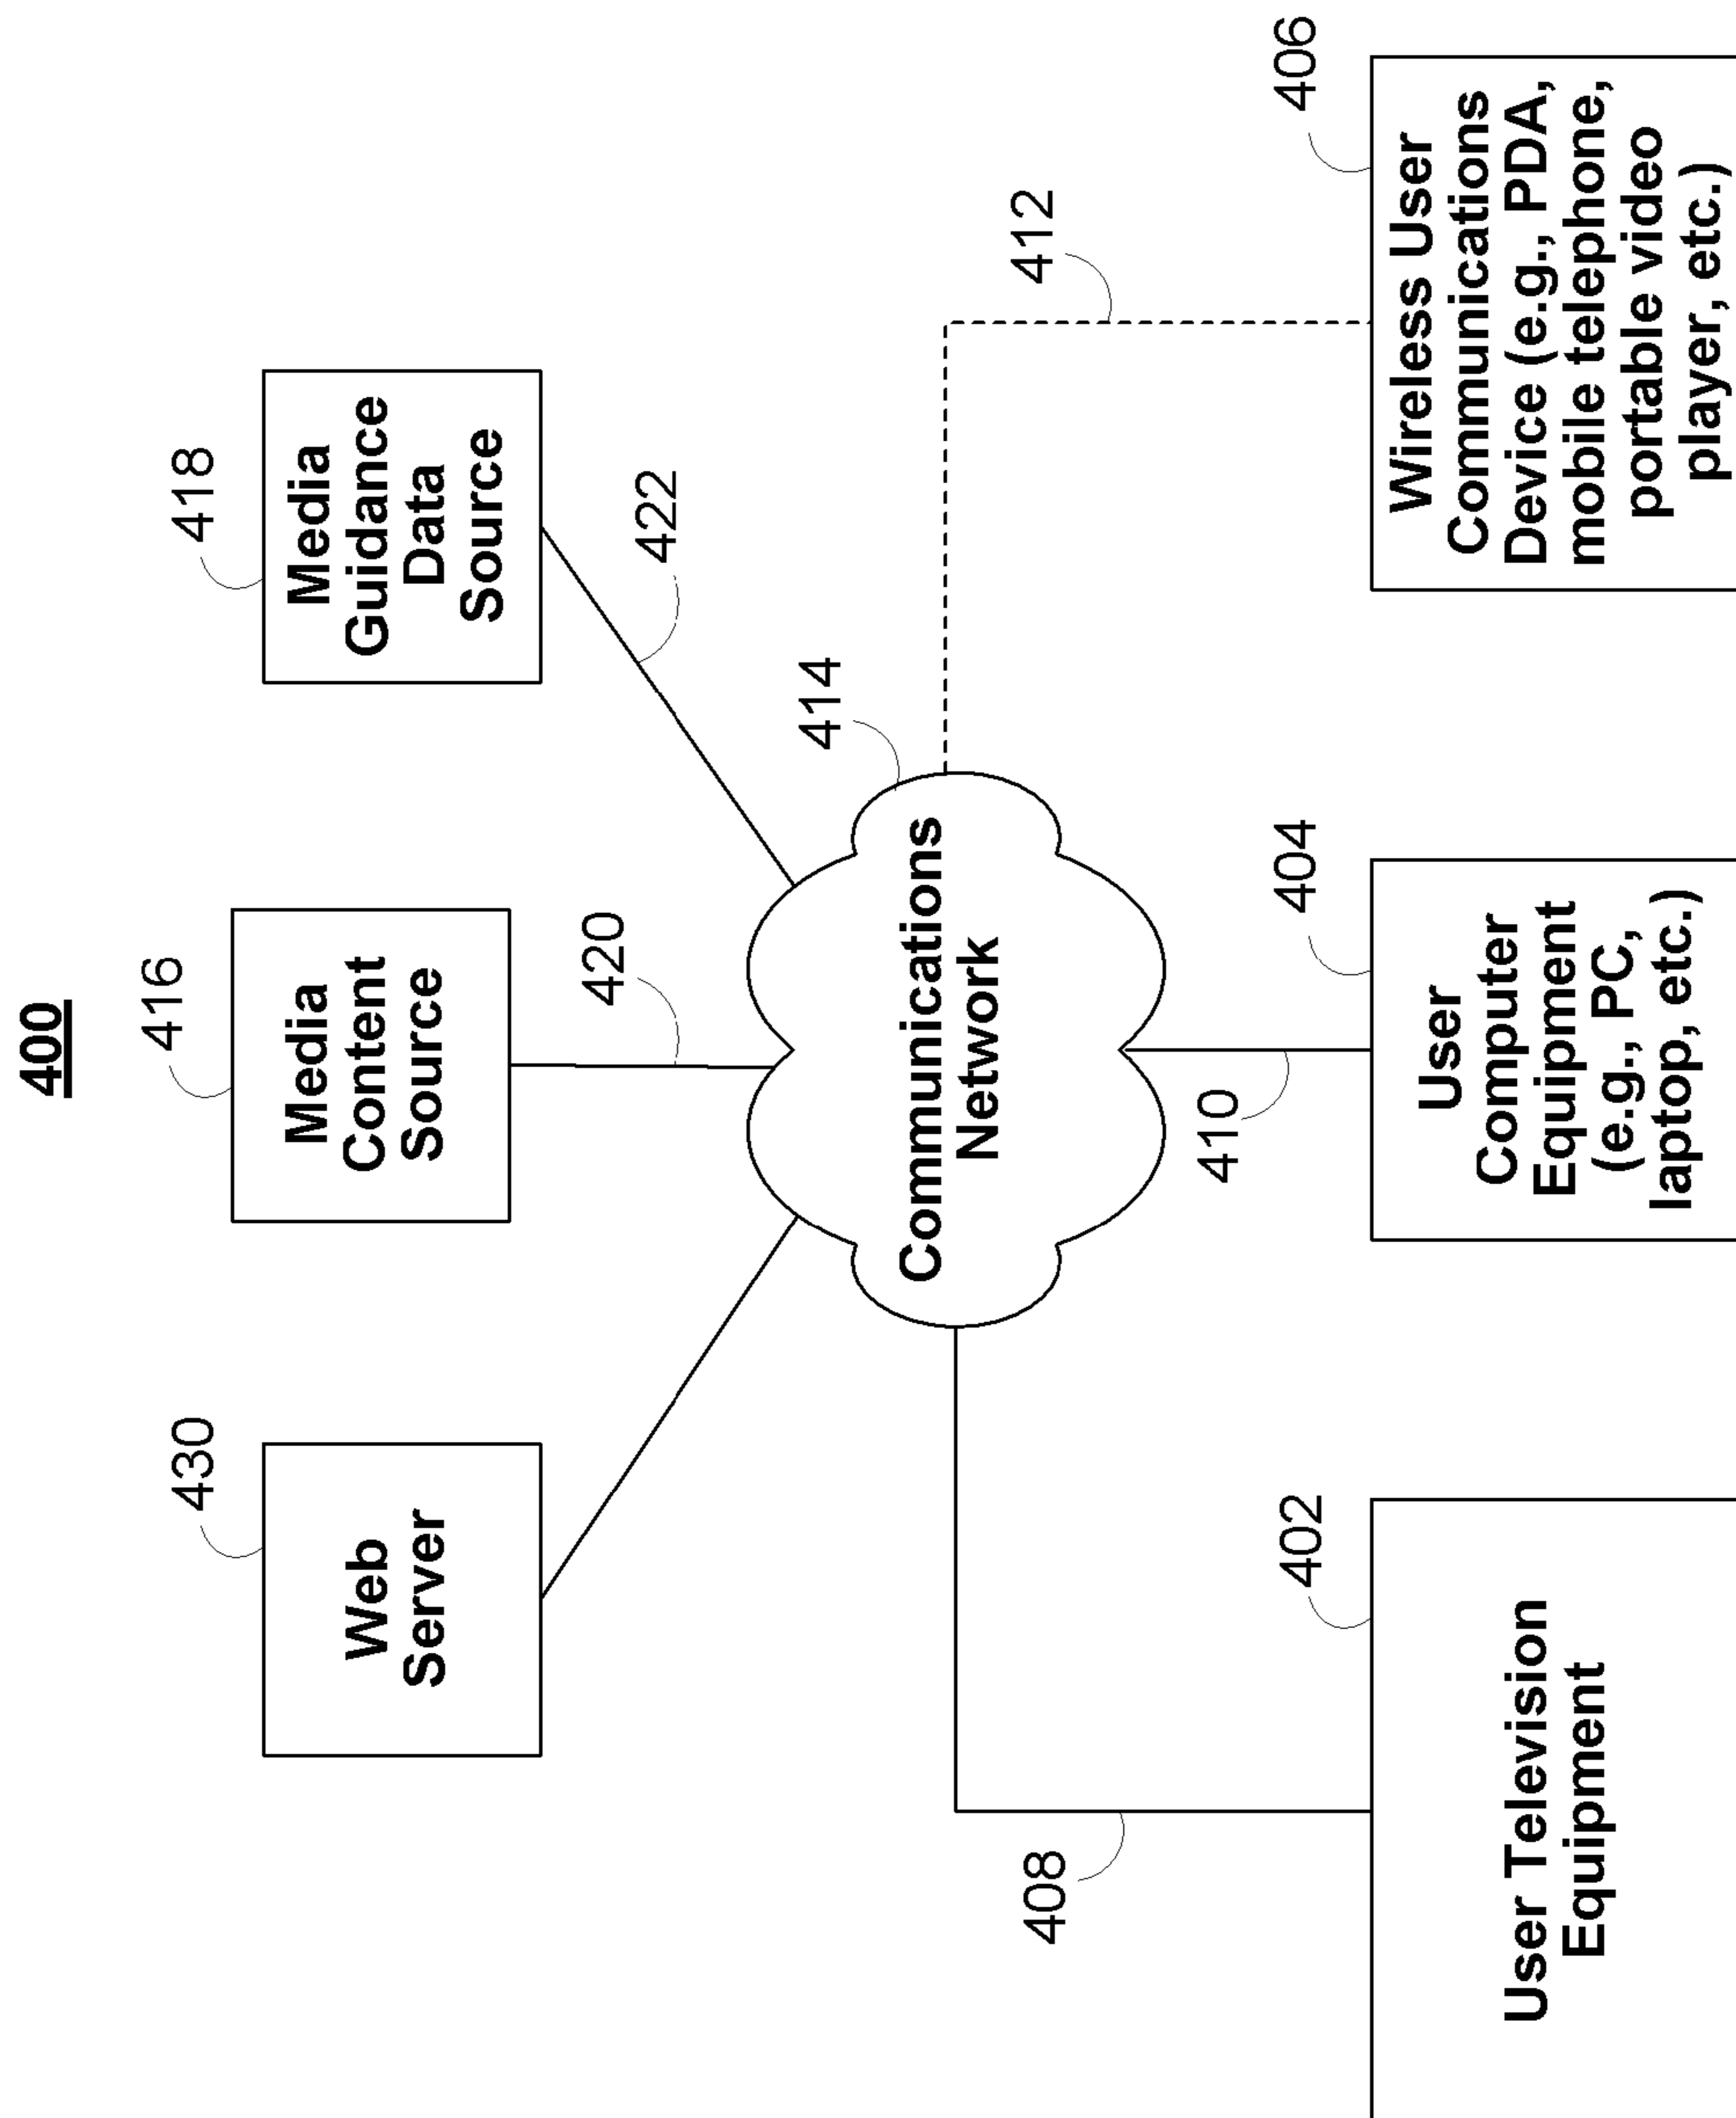 400
430
416
418
Web
Server
Media
Content
Source
Media
Guidance
Data
Source
420
422
414
Communications
Network
408
410
412
402
404
406
User Television
Equipment
User
Computer
Equipment
(e.g., PC,
laptop, etc.)
Wireless User
Communications
Device (e.g., PDA,
mobile telephone,
portable video
player, etc.)